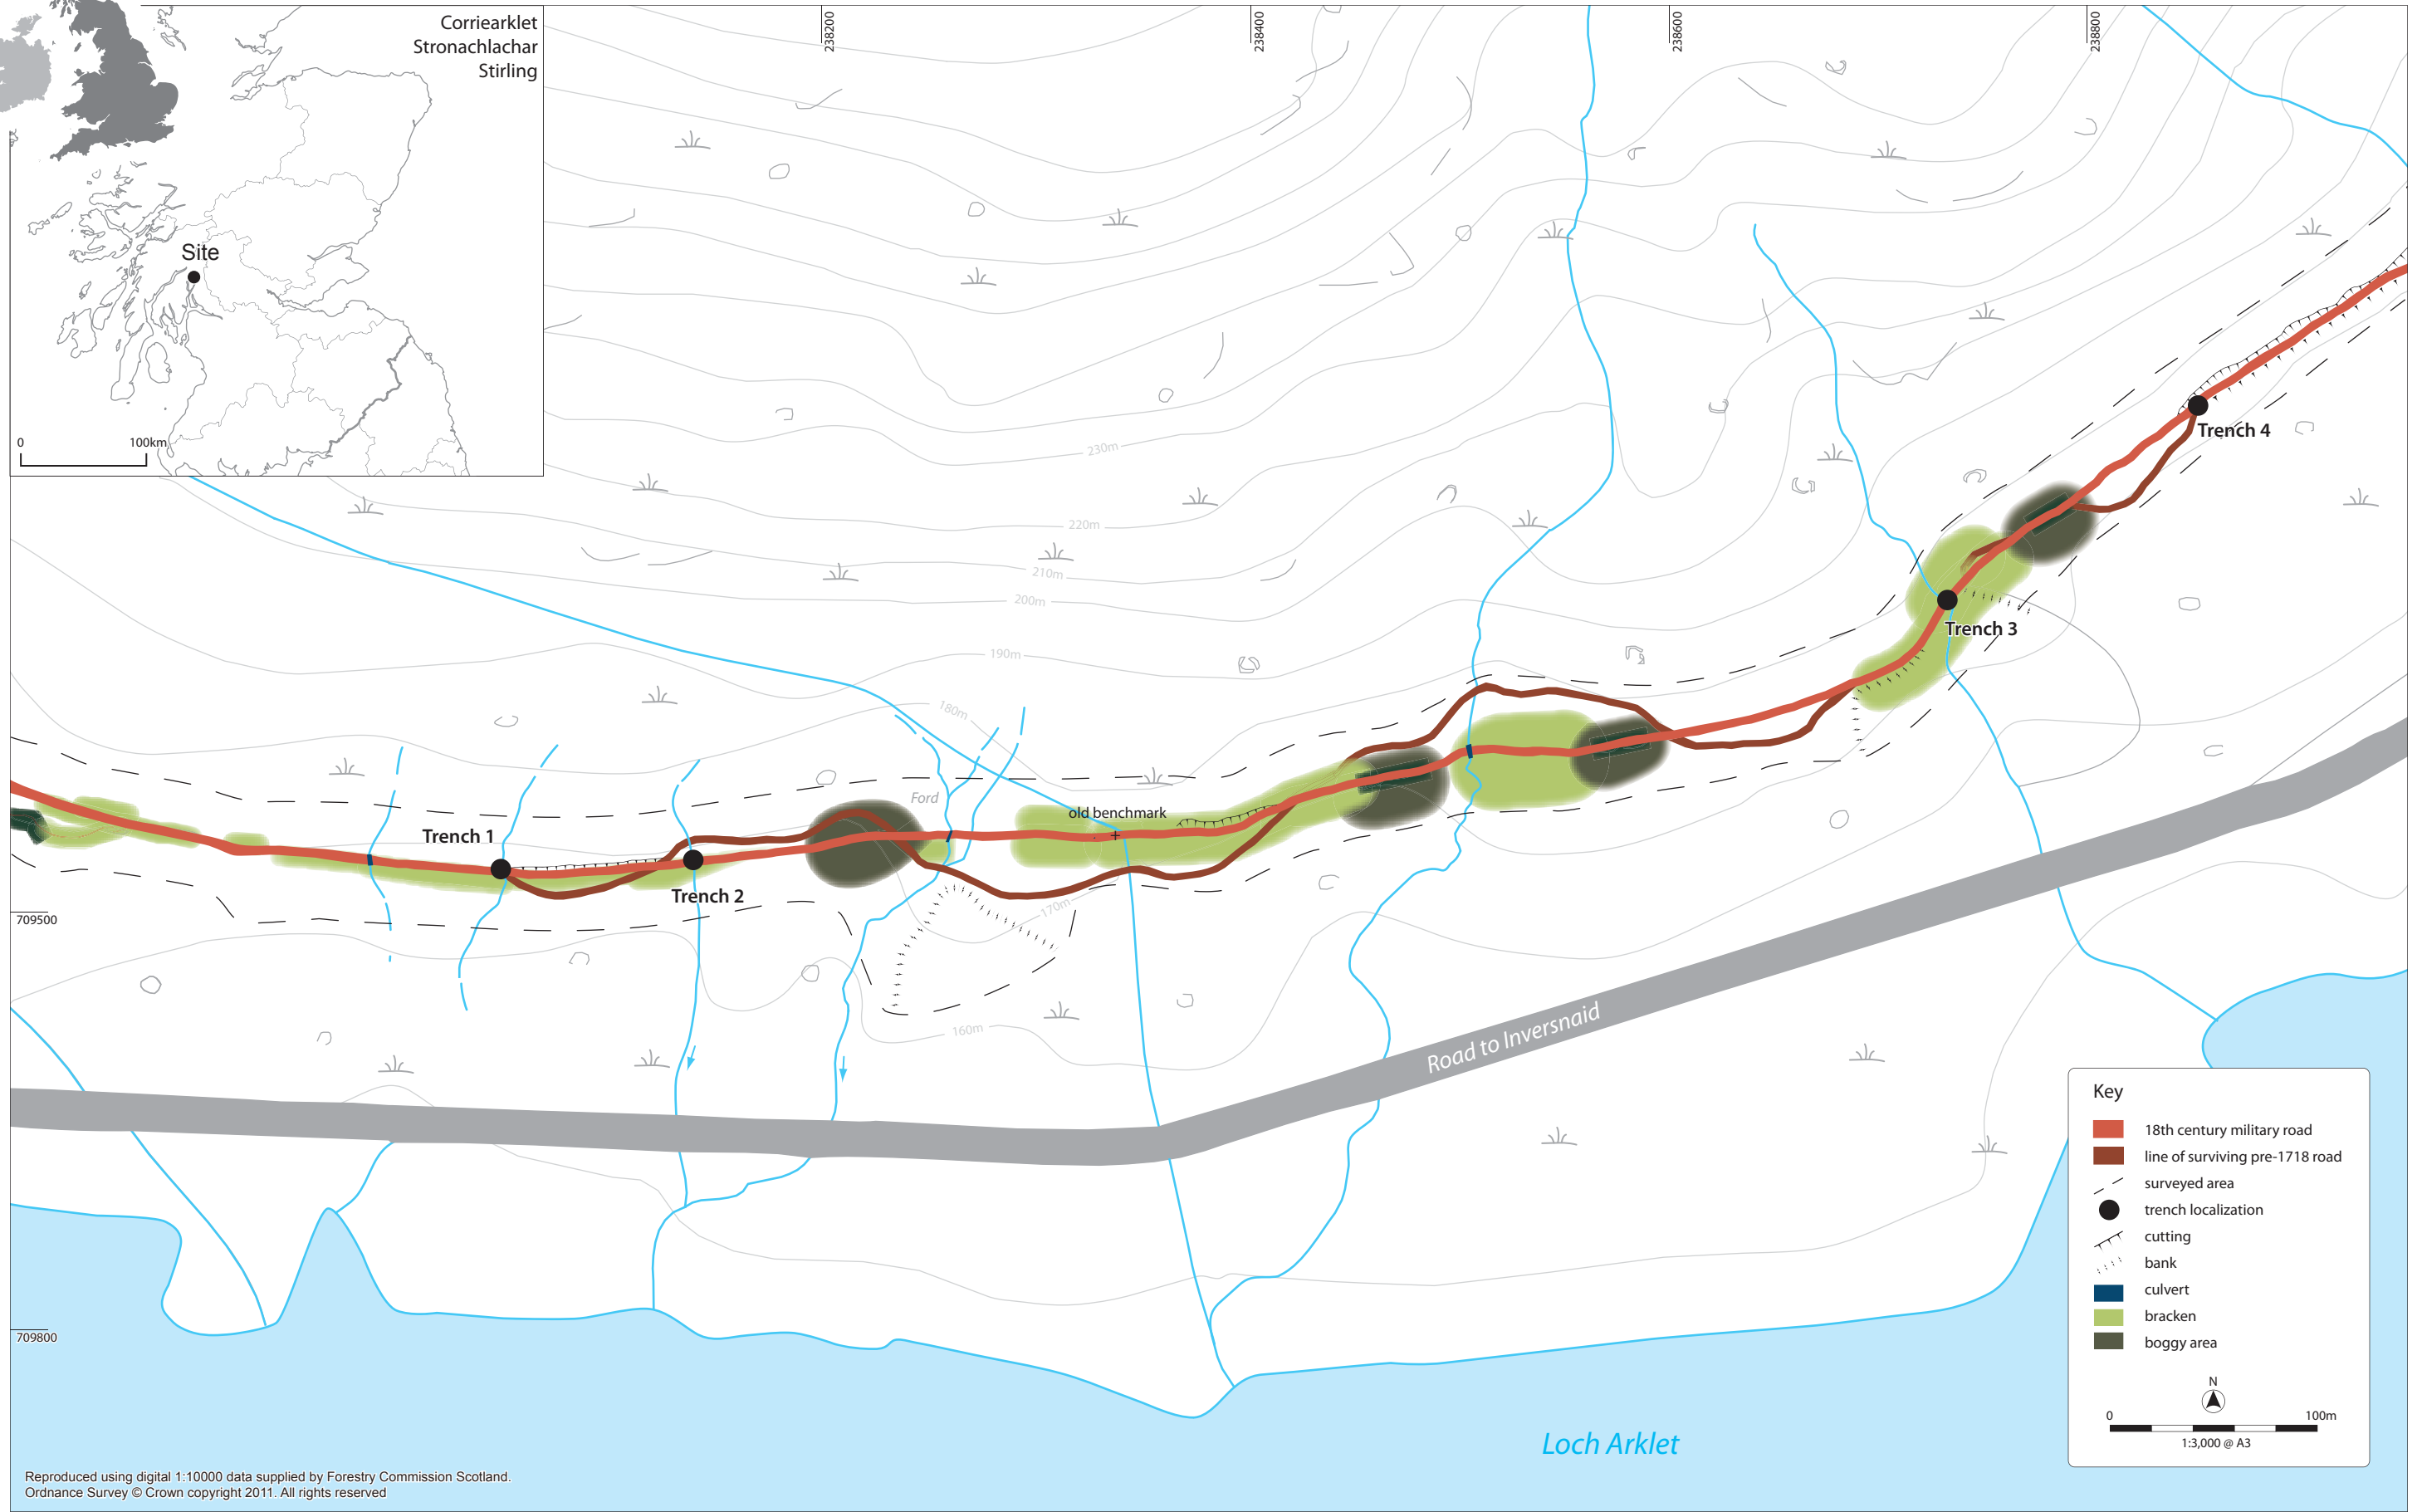 Corriearklet
Stronachlachar
Stirling
Site
0 100km
238200
238400
238600
238800
230m
220m
210m
200m
190m
180m
170m
160m
Trench 4
Trench 3
Ford
old benchmark
Trench 1
Trench 2
709500
709800
Road to Inversnaid
Loch Arklet
Key
18th century military road
line of surviving pre-1718 road
surveyed area
trench localization
cutting
bank
culvert
bracken
boggy area
N
0 100m
1:3,000 @ A3
Reproduced using digital 1:10000 data supplied by Forestry Commission Scotland.
Ordnance Survey © Crown copyright 2011. All rights reserved